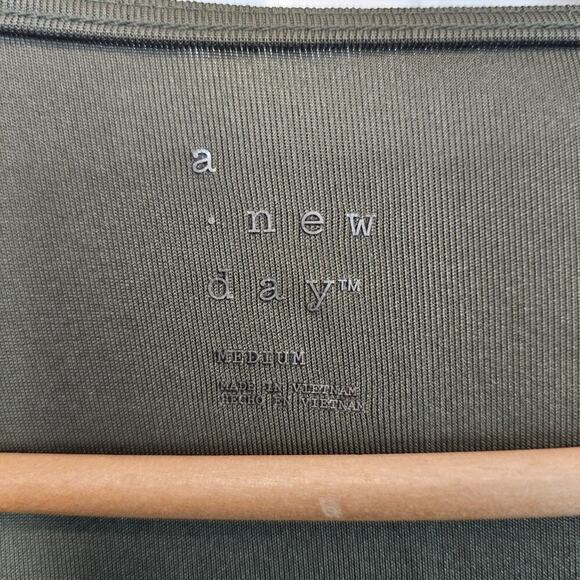 a
new
day™
MEDIUM
MADE IN VIETNAM
HECHO EN VIETNAM